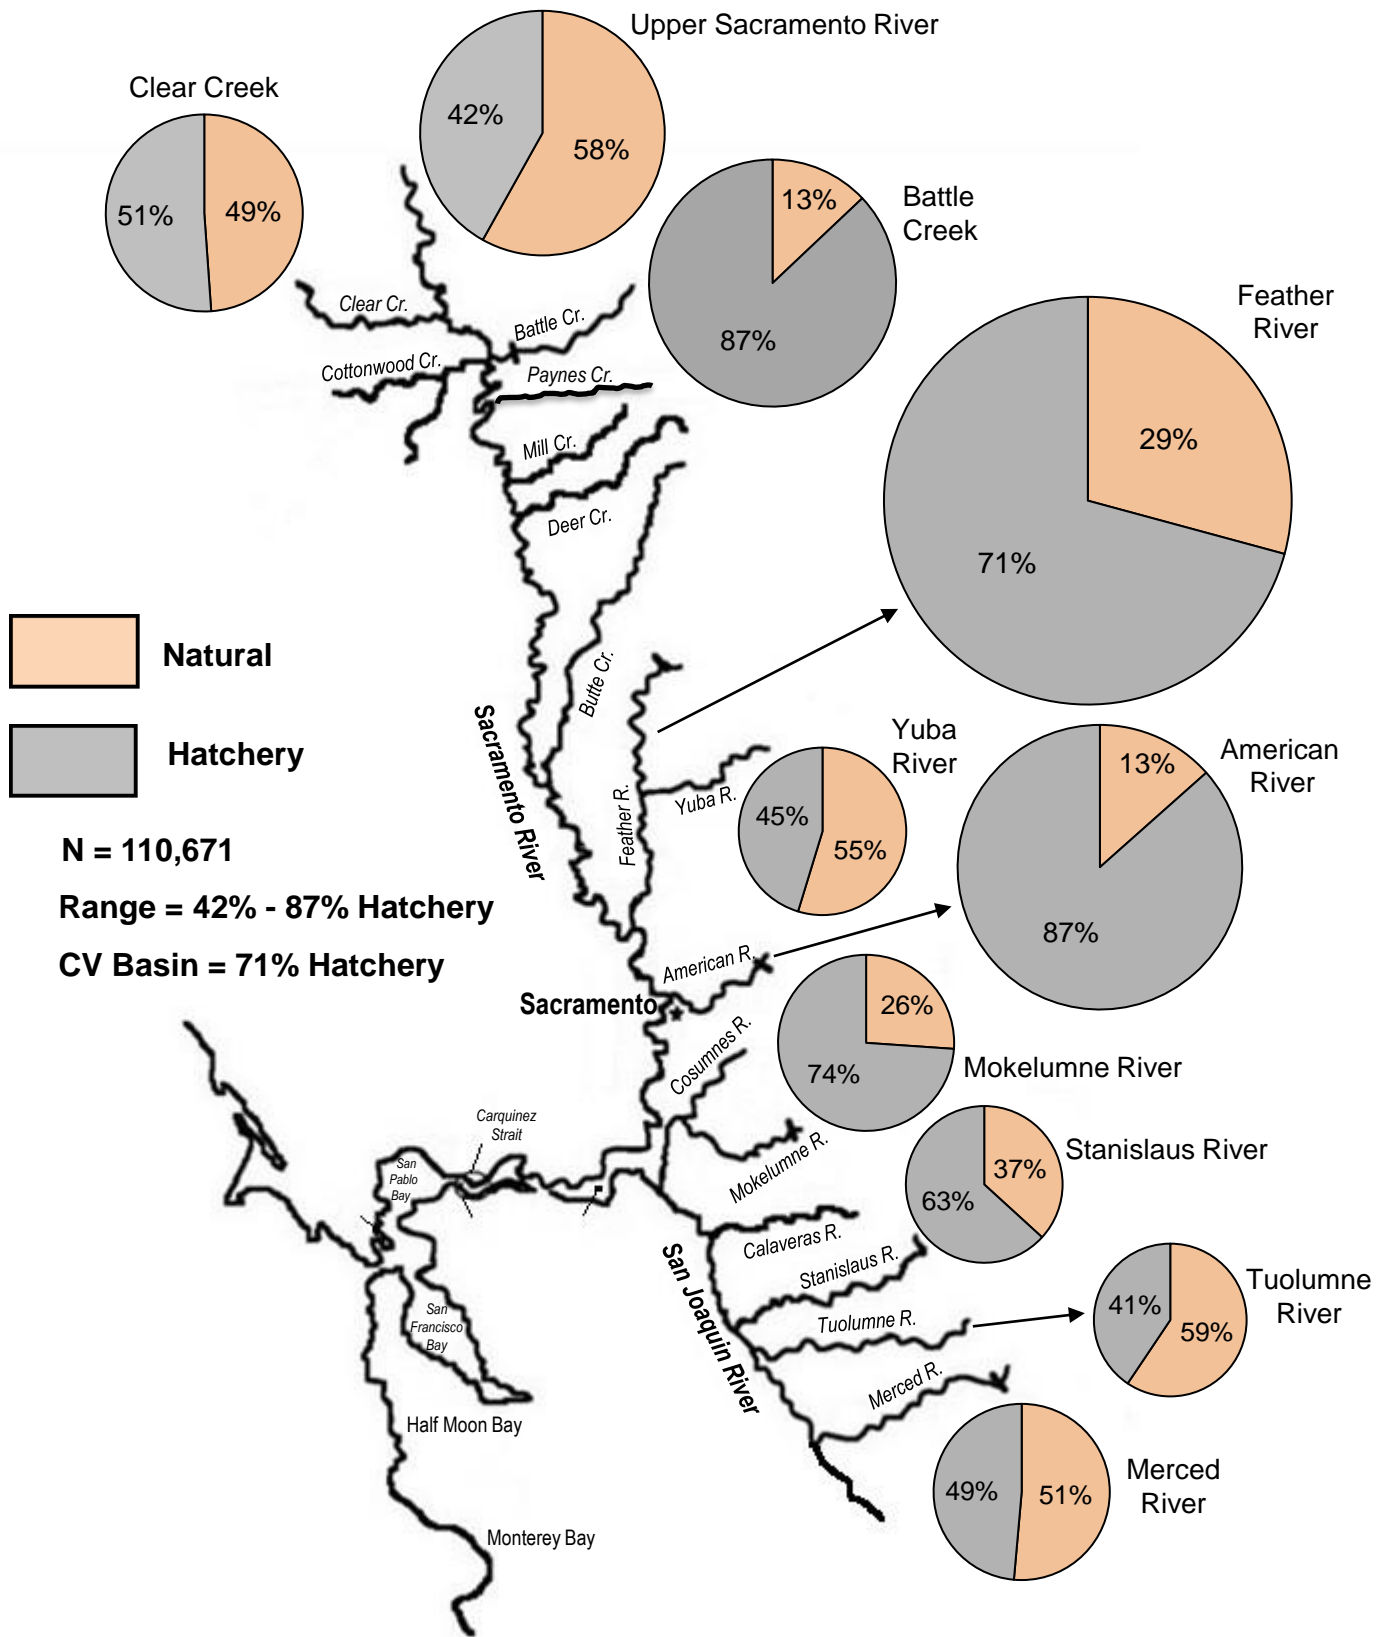 Upper Sacramento River
42%
58%
Clear Creek
51%
49%
Battle
Creek
13%
87%
Feather
River
29%
71%
Clear Cr.
Battle Cr.
Cottonwood Cr.
Paynes Cr.
Mill Cr.
Deer Cr.
Butte Cr.
Sacramento River
Feather R.
Yuba R.
Natural
Hatchery
N = 110,671
Range = 42% - 87% Hatchery
CV Basin = 71% Hatchery
Yuba
River
45%
55%
American
River
13%
87%
American R.
Sacramento
Cosumnes R.
26%
74%
Mokelumne River
Mokelumne R.
Carquinez
Strait
San
Pablo
Bay
Stanislaus River
37%
63%
Calaveras R.
Stanislaus R.
San Joaquin River
Tuolumne R.
Tuolumne
River
41%
59%
San
Francisco
Bay
Merced R.
Half Moon Bay
Merced
River
49%
51%
Monterey Bay